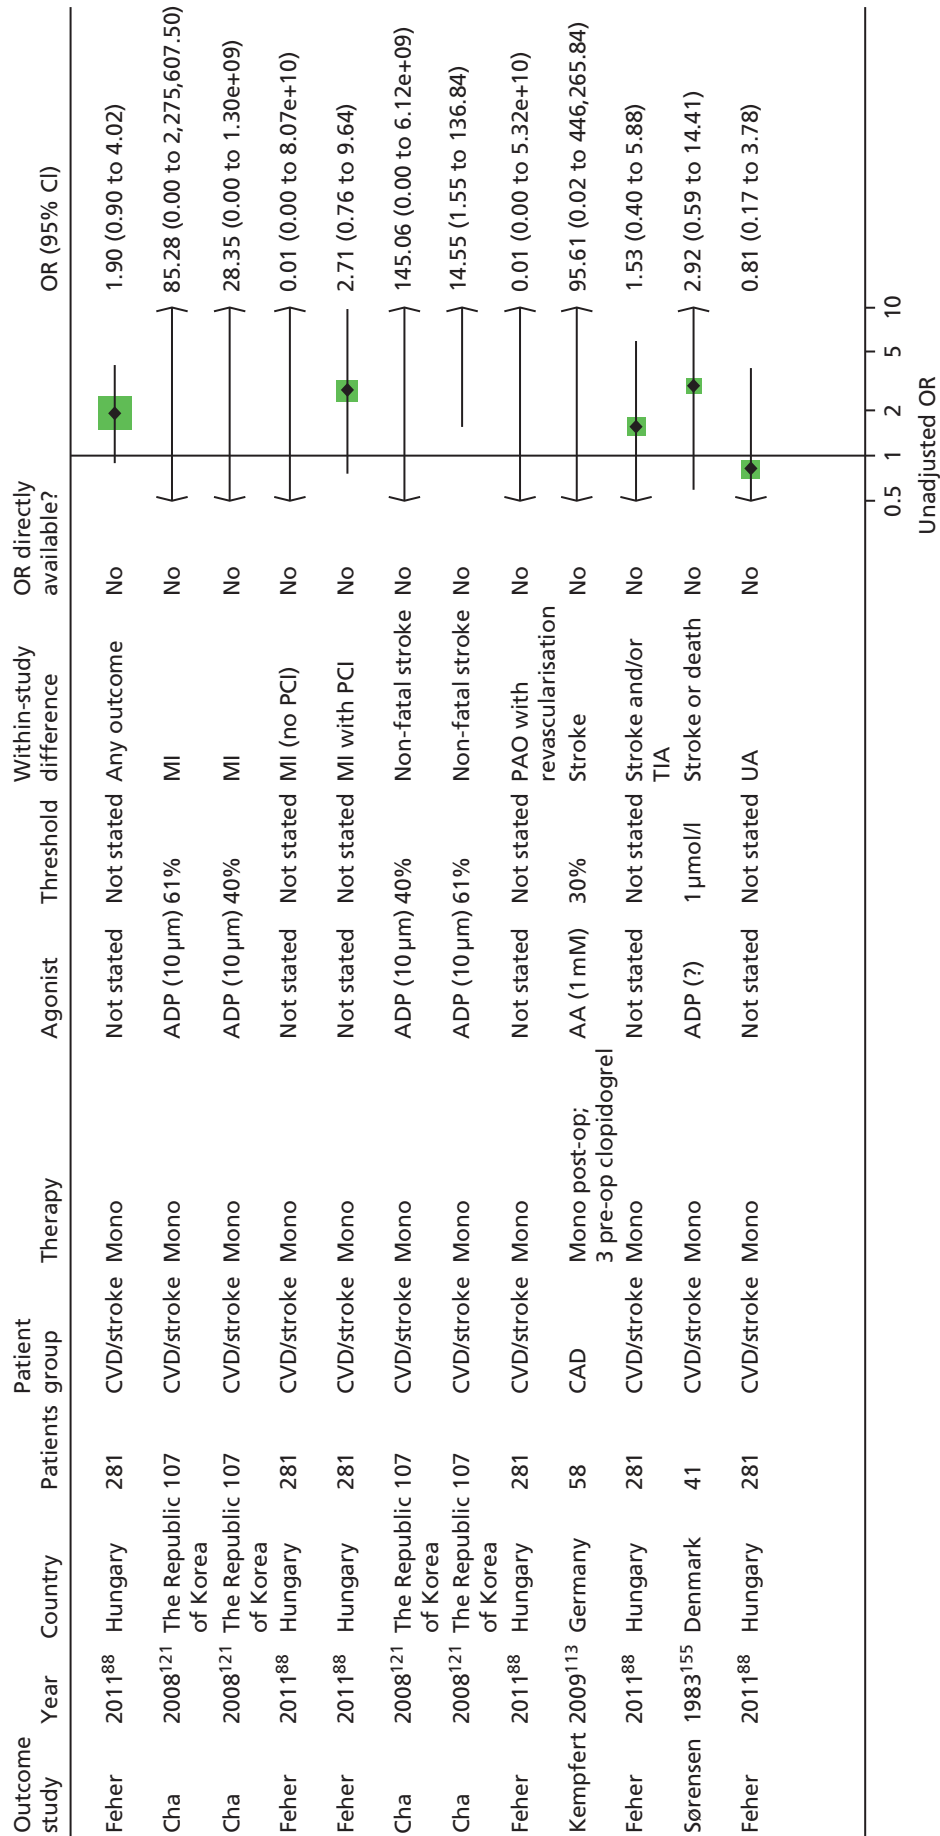 Outcome study Year Country Patients Patient group Therapy Agonist Threshold Within-study difference OR directly available? OR (95% CI)
Feher 2011⁸⁸ Hungary 281 CVD/stroke Mono Not stated Not stated Any outcome No 1.90 (0.90 to 4.02)
Cha 2008¹²¹ The Republic of Korea 107 CVD/stroke Mono ADP (10 µm) 61% MI No 85.28 (0.00 to 2,275,607.50)
Cha 2008¹²¹ The Republic of Korea 107 CVD/stroke Mono ADP (10 µm) 40% MI No 28.35 (0.00 to 1.30e+09)
Feher 2011⁸⁸ Hungary 281 CVD/stroke Mono Not stated Not stated MI (no PCI) No 0.01 (0.00 to 8.07e+10)
Feher 2011⁸⁸ Hungary 281 CVD/stroke Mono Not stated Not stated MI with PCI No 2.71 (0.76 to 9.64)
Cha 2008¹²¹ The Republic of Korea 107 CVD/stroke Mono ADP (10 µm) 40% Non-fatal stroke No 145.06 (0.00 to 6.12e+09)
Cha 2008¹²¹ The Republic of Korea 107 CVD/stroke Mono ADP (10 µm) 61% Non-fatal stroke No 14.55 (1.55 to 136.84)
Feher 2011⁸⁸ Hungary 281 CVD/stroke Mono Not stated Not stated PAO with revascularisation No 0.01 (0.00 to 5.32e+10)
Kempfert 2009¹¹³ Germany 58 CAD Mono post-op; 3 pre-op clopidogrel AA (1 mM) 30% Stroke No 95.61 (0.02 to 446,265.84)
Feher 2011⁸⁸ Hungary 281 CVD/stroke Mono Not stated Not stated Stroke and/or TIA No 1.53 (0.40 to 5.88)
Sørensen 1983¹⁵⁵ Denmark 41 CVD/stroke Mono ADP (?) 1 µmol/l Stroke or death No 2.92 (0.59 to 14.41)
Feher 2011⁸⁸ Hungary 281 CVD/stroke Mono Not stated Not stated UA No 0.81 (0.17 to 3.78)
0.5 1 2 5 10
Unadjusted OR